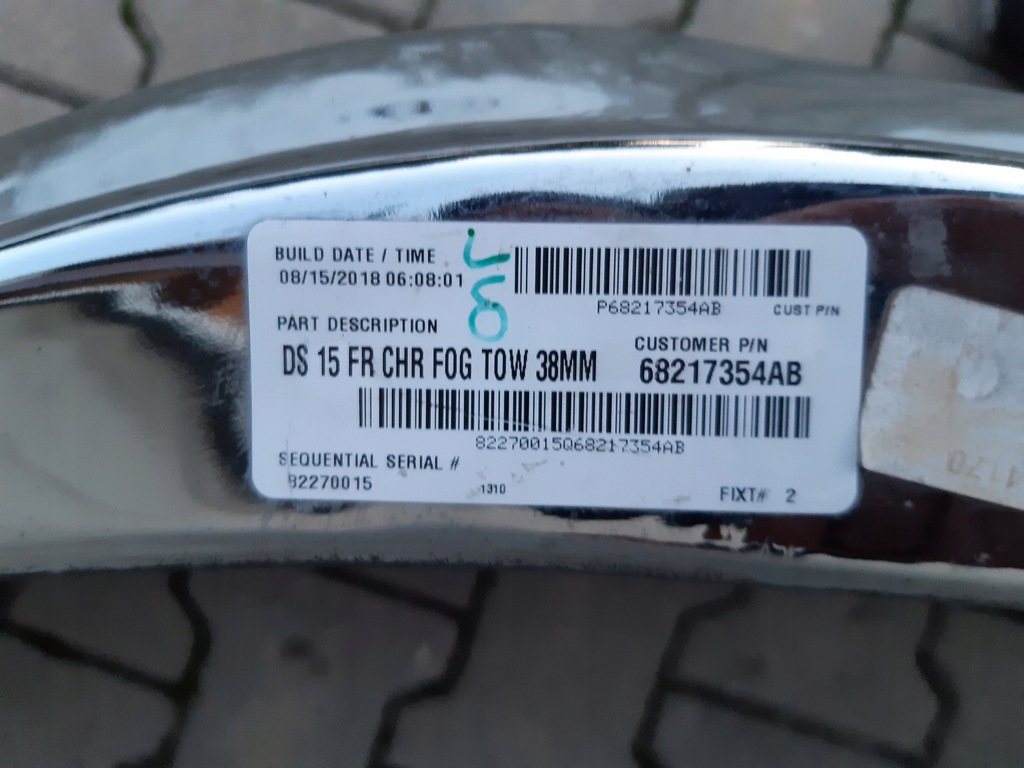 BUILD DATE / TIME
08/15/2018 06:08:01
P68217354AB
CUST P/N
PART DESCRIPTION
CUSTOMER P/N
DS 15 FR CHR FOG TOW 38MM
68217354AB
82270015Q68217354AB
SEQUENTIAL SERIAL #
82270015
1310
FIXT# 2